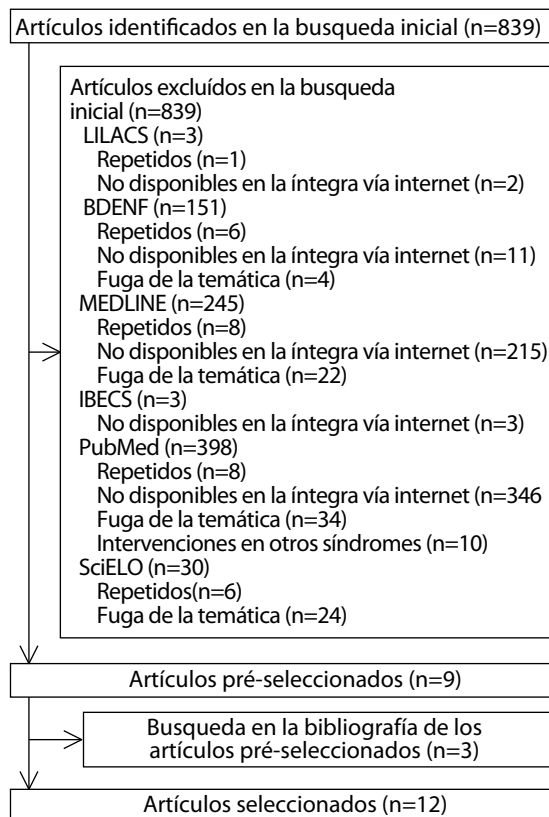 Artículos identificados en la busqueda inicial (n=839)
Artículos excluídos en la busqueda
inicial (n=839)
LILACS (n=3)
Repetidos (n=1)
No disponibles en la íntegra vía internet (n=2)
BDENF (n=151)
Repetidos (n=6)
No disponibles en la íntegra vía internet (n=11)
Fuga de la temática (n=4)
MEDLINE (n=245)
Repetidos (n=8)
No disponibles en la íntegra vía internet (n=215)
Fuga de la temática (n=22)
IBECS (n=3)
No disponibles en la íntegra vía internet (n=3)
PubMed (n=398)
Repetidos (n=8)
No disponibles en la íntegra vía internet (n=346
Fuga de la temática (n=34)
Intervenciones en otros síndromes (n=10)
SciELO (n=30)
Repetidos(n=6)
Fuga de la temática (n=24)
Artículos pré-seleccionados (n=9)
Busqueda en la bibliografía de los
artículos pré-seleccionados (n=3)
Artículos seleccionados (n=12)